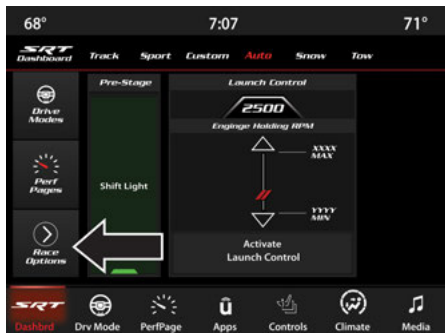 68°
7:07
71°
SRT
Dashboard
Track
Sport
Custom
Auto
Snow
Tow
Drive
Modes
Pre-Stage
Shift Light
Launch Control
2500
Enginge Holding RPM
XXXX
MAX
YYYY
MIN
Activate
Launch Control
Perf
Pages
Race
Options
SRT
Dashbrd
Drv Mode
PerfPage
û
Apps
Controls
Climate
Media